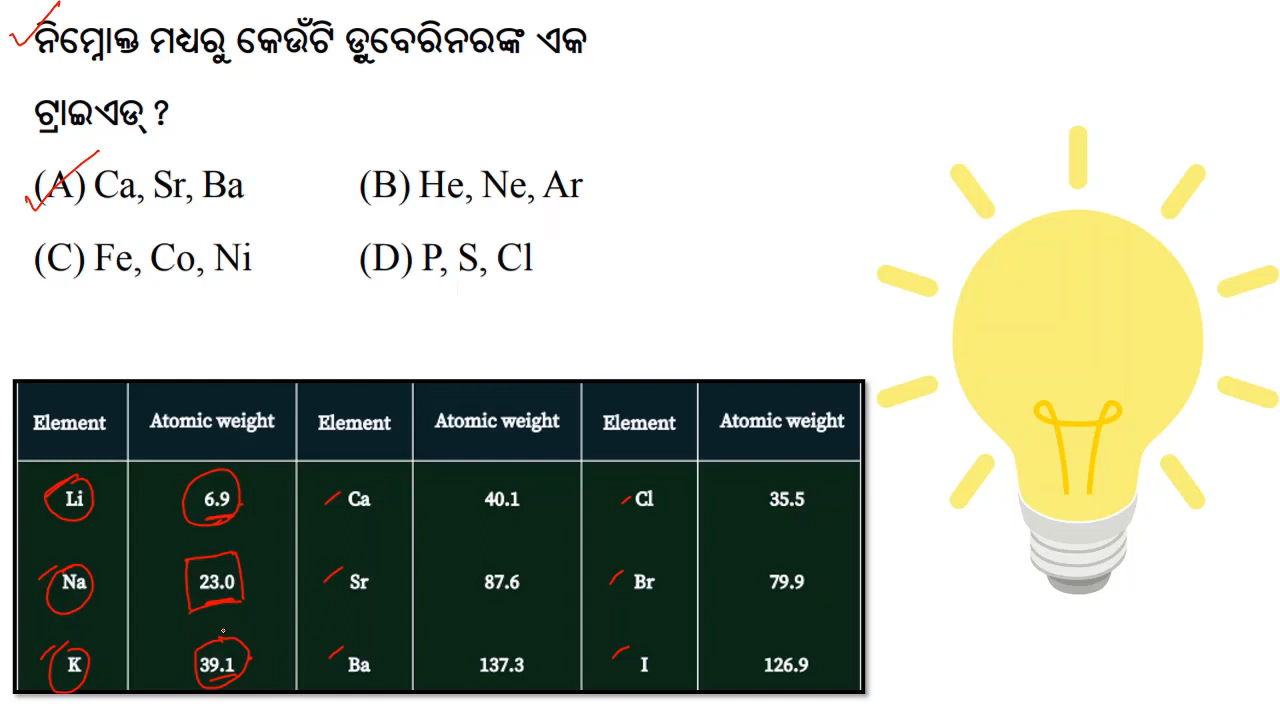 ନିମ୍ନୋକ୍ତ ମଧ୍ଯରୁ କେଉଁଟି ଡୁବେରିନରଙ୍କ ଏକ
ଟ୍ରାଇଏଡ୍ ?
(A) Ca, Sr, Ba (B) He, Ne, Ar
(C) Fe, Co, Ni (D) P, S, Cl
Element Atomic weight Element Atomic weight Element Atomic weight
Li 6.9 Ca 40.1 Cl 35.5
Na 23.0 Sr 87.6 Br 79.9
K 39.1 Ba 137.3 I 126.9